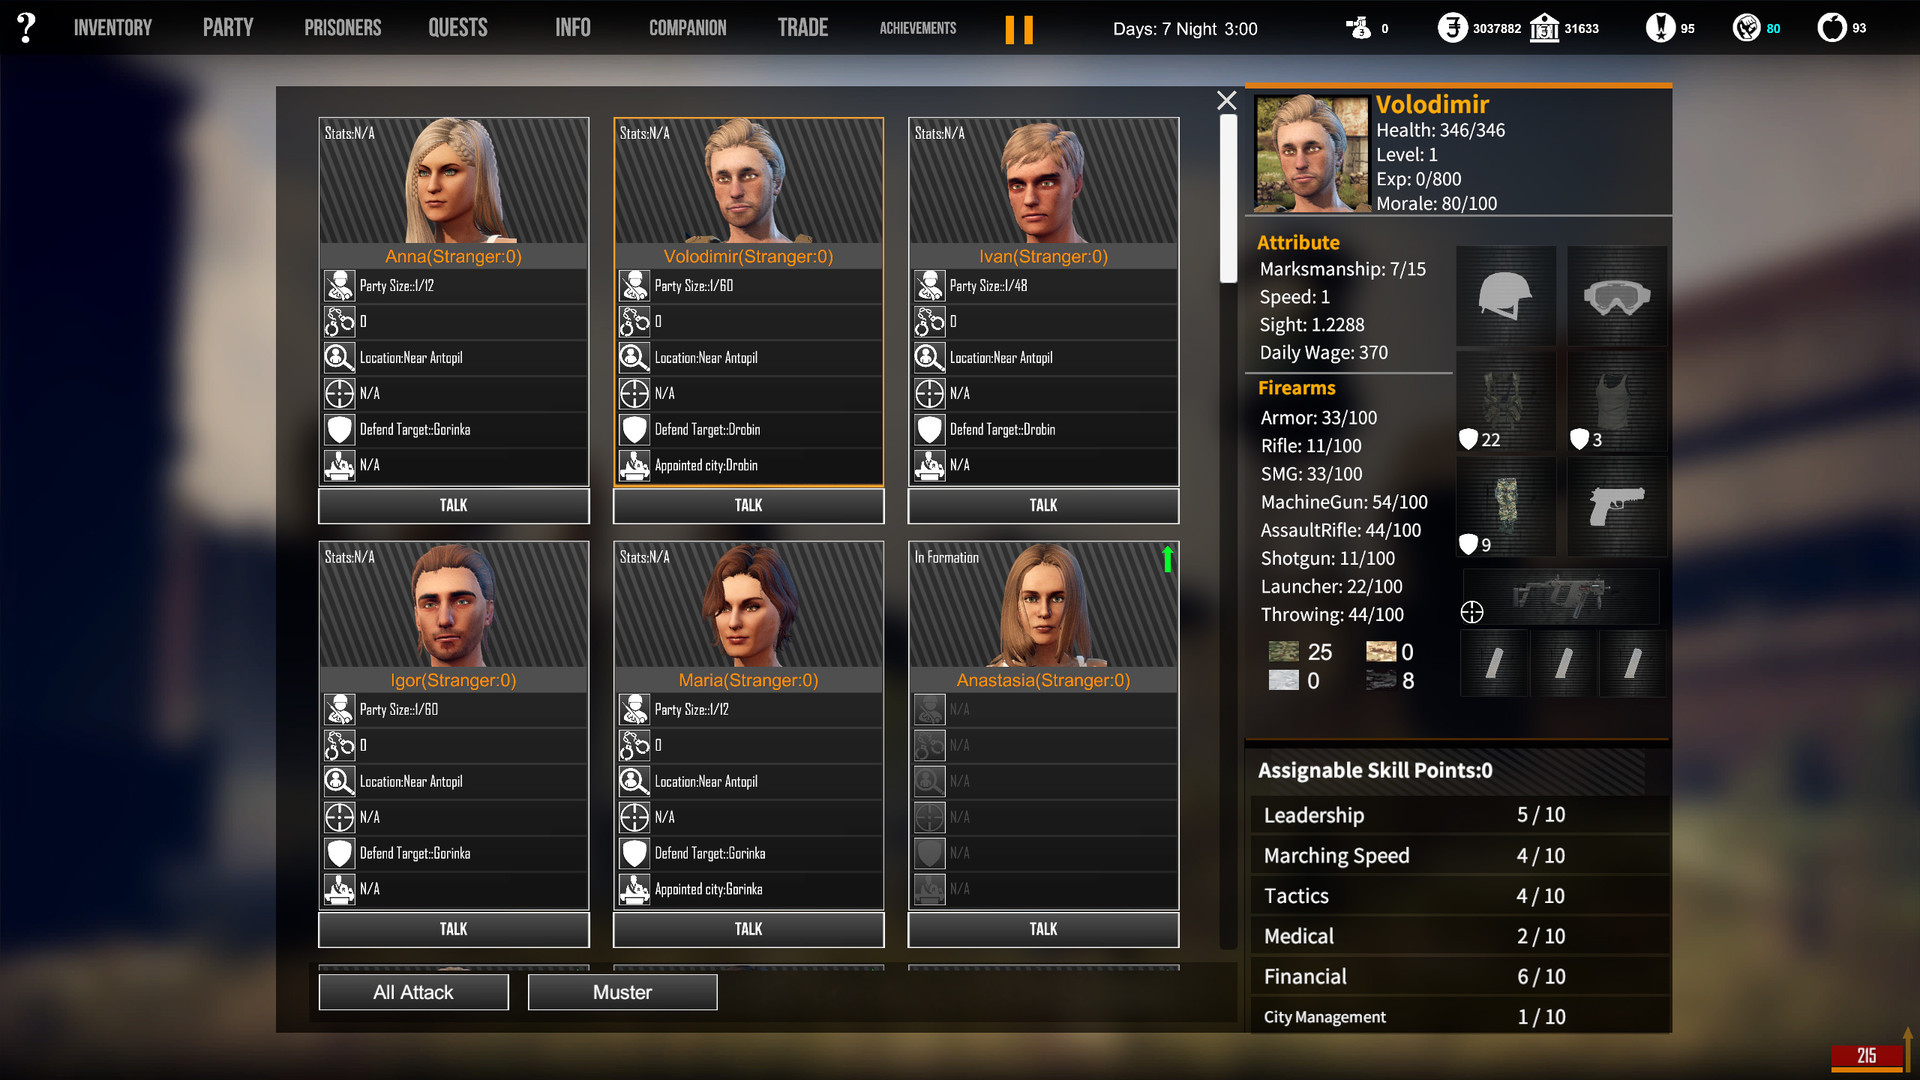 ?
INVENTORY
PARTY
PRISONERS
QUESTS
INFO
COMPANION
TRADE
ACHIEVEMENTS
Days: 7 Night 3:00
0
3037882
31633
95
80
93
Stats:N/A
Anna(Stranger:0)
Party Size::1/12
0
Location:Near Antopil
N/A
Defend Target::Gorinka
N/A
TALK
Stats:N/A
Volodimir(Stranger:0)
Party Size::1/60
0
Location:Near Antopil
N/A
Defend Target::Drobin
Appointed city:Drobin
TALK
Stats:N/A
Ivan(Stranger:0)
Party Size::1/48
0
Location:Near Antopil
N/A
Defend Target::Drobin
N/A
TALK
Stats:N/A
Igor(Stranger:0)
Party Size::1/60
0
Location:Near Antopil
N/A
Defend Target::Gorinka
N/A
TALK
Stats:N/A
Maria(Stranger:0)
Party Size::1/12
0
Location:Near Antopil
N/A
Defend Target::Gorinka
Appointed city:Gorinka
TALK
In Formation
Anastasia(Stranger:0)
N/A
N/A
N/A
N/A
N/A
N/A
TALK
All Attack
Muster
Volodimir
Health: 346/346
Level: 1
Exp: 0/800
Morale: 80/100
Attribute
Marksmanship: 7/15
Speed: 1
Sight: 1.2288
Daily Wage: 370
Firearms
Armor: 33/100
Rifle: 11/100
SMG: 33/100
MachineGun: 54/100
AssaultRifle: 44/100
Shotgun: 11/100
Launcher: 22/100
Throwing: 44/100
25
0
0
8
22
3
9
Assignable Skill Points:0
Leadership 5 / 10
Marching Speed 4 / 10
Tactics 4 / 10
Medical 2 / 10
Financial 6 / 10
City Management 1 / 10
215